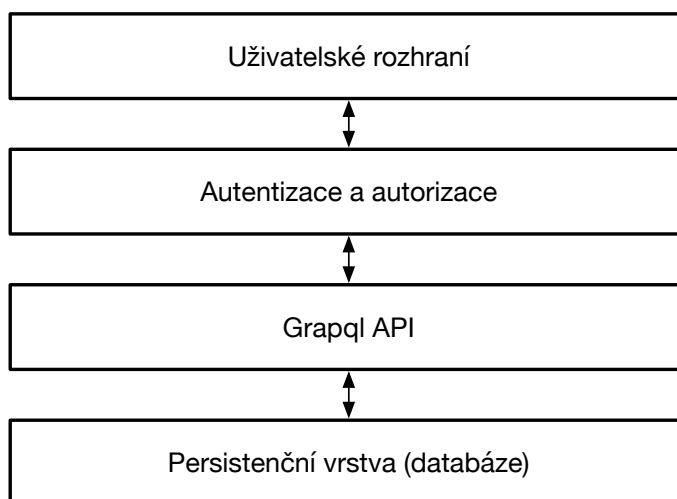 Uživatelské rozhraní
Autentizace a autorizace
Grapql API
Persistenční vrstva (databáze)